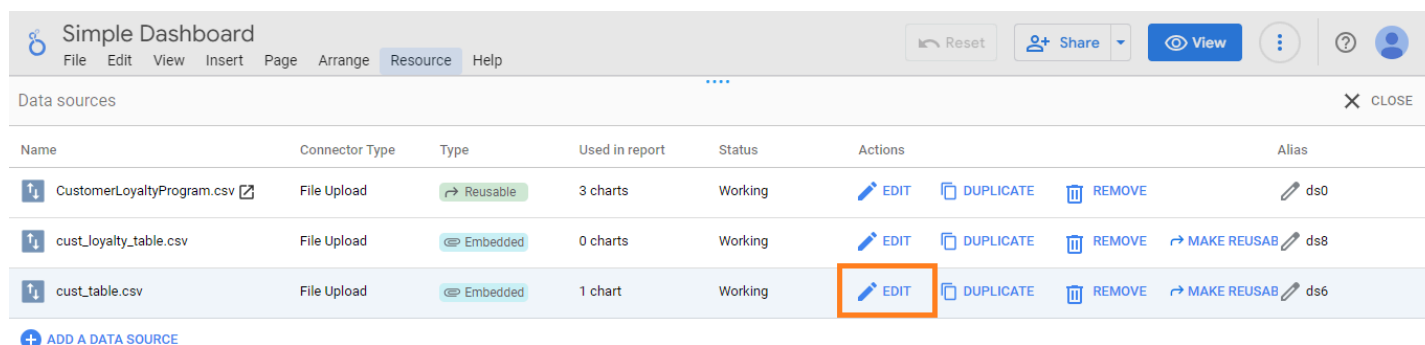 Simple Dashboard
File Edit View Insert Page Arrange Resource Help
Reset Share View
Data sources CLOSE
Name Connector Type Type Used in report Status Actions Alias
CustomerLoyaltyProgram.csv File Upload Reusable 3 charts Working EDIT DUPLICATE REMOVE ds0
cust_loyalty_table.csv File Upload Embedded 0 charts Working EDIT DUPLICATE REMOVE MAKE REUSAB ds8
cust_table.csv File Upload Embedded 1 chart Working EDIT DUPLICATE REMOVE MAKE REUSAB ds6
ADD A DATA SOURCE